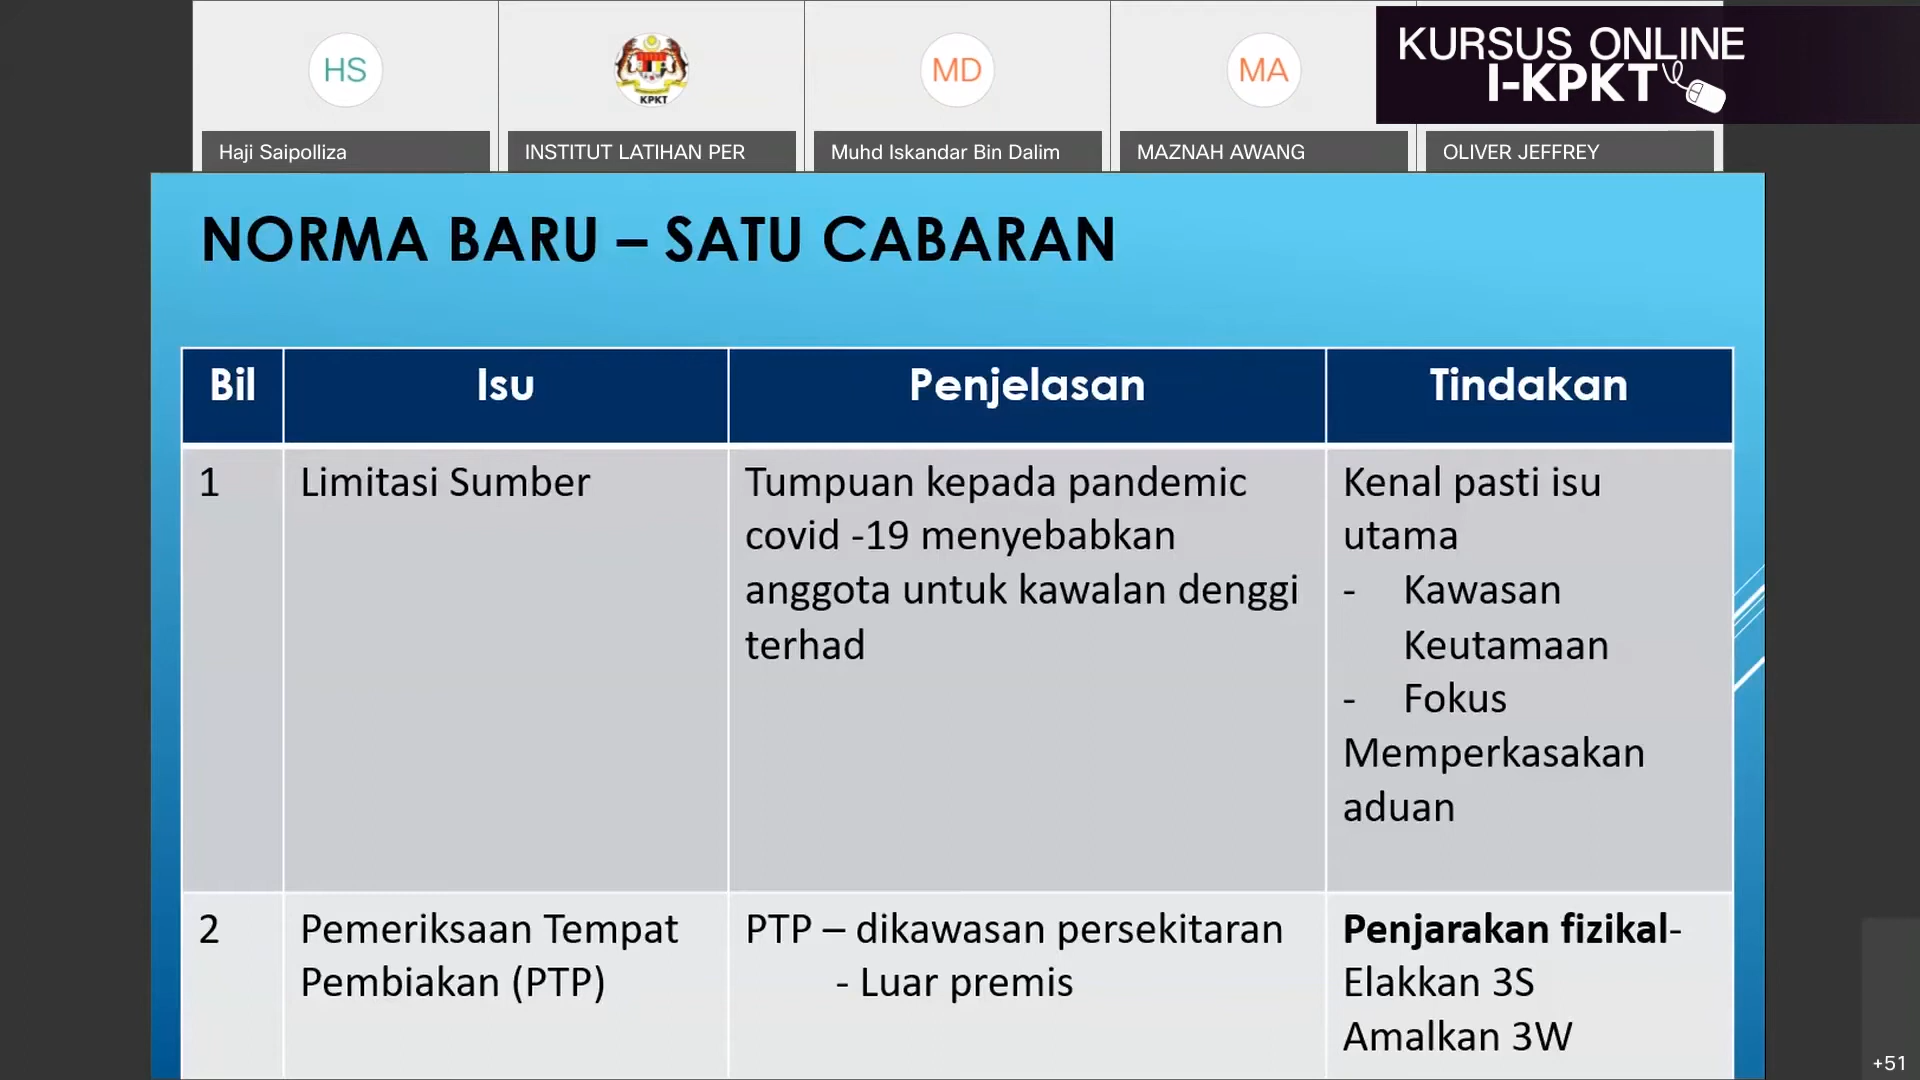 HS
KPKT
MD
MA
KURSUS ONLINE
I-KPKT
Haji Saipolliza
INSTITUT LATIHAN PER
Muhd Iskandar Bin Dalim
MAZNAH AWANG
OLIVER JEFFREY
NORMA BARU – SATU CABARAN
Bil
Isu
Penjelasan
Tindakan
1
Limitasi Sumber
Tumpuan kepada pandemic
covid -19 menyebabkan
anggota untuk kawalan denggi
terhad
Kenal pasti isu
utama
- Kawasan
Keutamaan
- Fokus
Memperkasakan
aduan
2
Pemeriksaan Tempat
Pembiakan (PTP)
PTP – dikawasan persekitaran
- Luar premis
Penjarakan fizikal-
Elakkan 3S
Amalkan 3W
+51